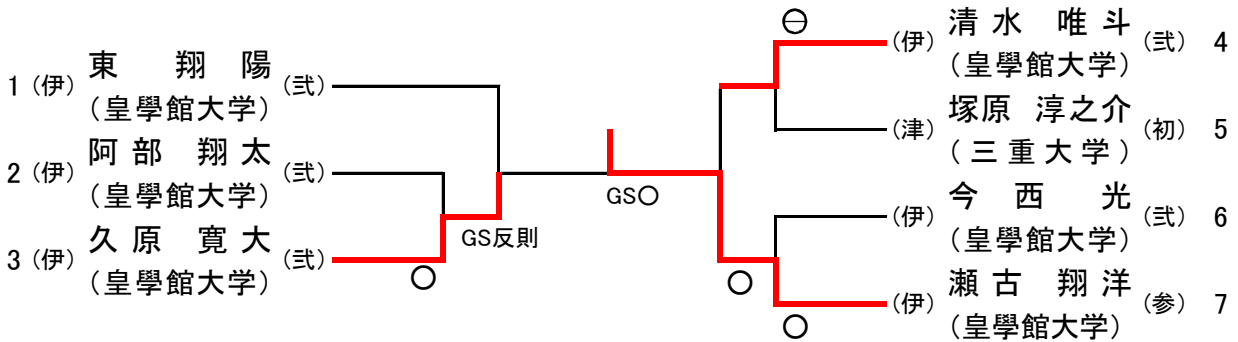 1 (伊) 東 翔 陽 (弐)
(皇學館大学)
2 (伊) 阿部 翔太 (弐)
(皇學館大学)
3 (伊) 久原 寛大 (弐)
(皇學館大学)
○
GS反則
GS○
⊖
(伊) 清水 唯斗 (弐) 4
(皇學館大学)
(津) 塚原 淳之介 (初) 5
(三重大学)
(伊) 今西 光 (弐) 6
(皇學館大学)
○
(伊) 瀬古 翔洋 (参) 7
(皇學館大学)
○